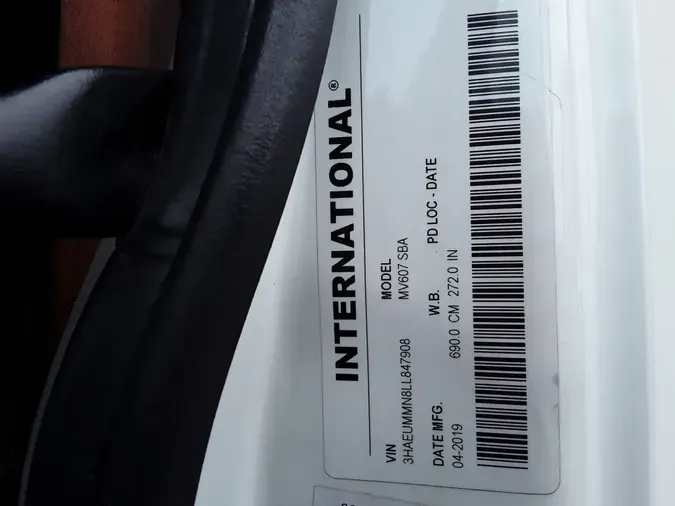 INTERNATIONAL®
VIN MODEL
3HAEUMMN8LL847908 MV607 SBA
DATE MFG. W.B. PD LOC - DATE
04-2019 690.0 CM 272.0 IN